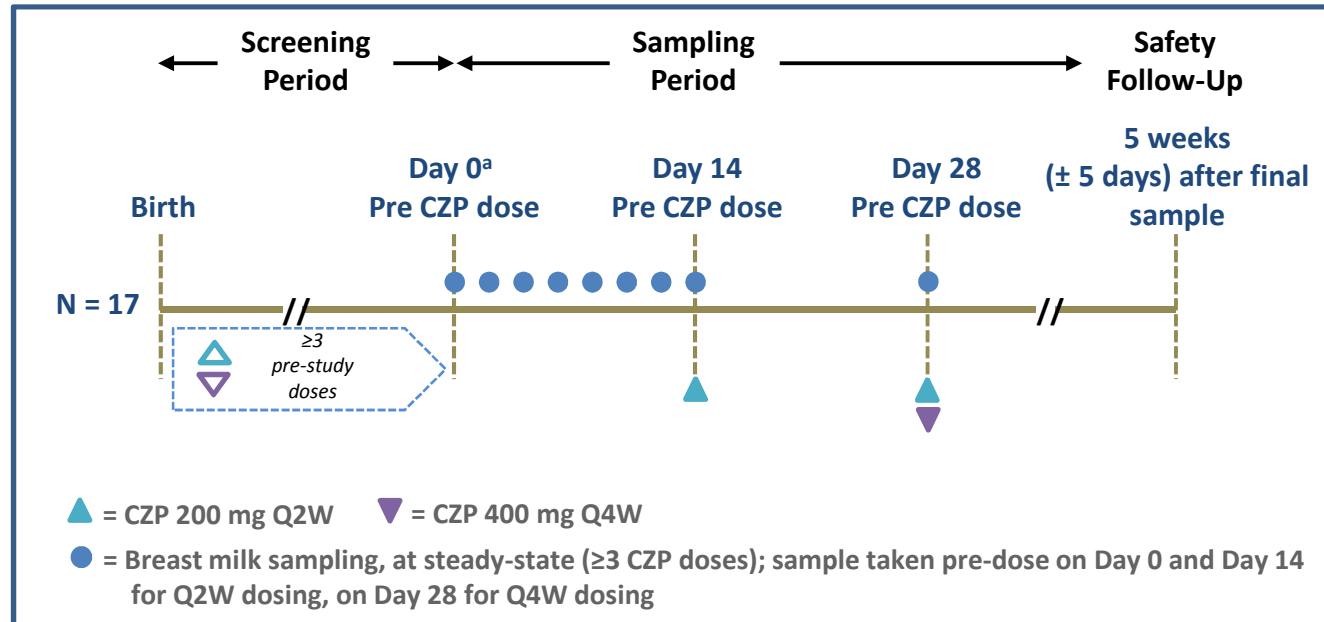 Screening
Period
Sampling
Period
Safety
Follow-Up
Birth
Day 0ᵃ
Pre CZP dose
Day 14
Pre CZP dose
Day 28
Pre CZP dose
5 weeks
(± 5 days) after final
sample
N = 17
//
//
≥3
pre-study
doses
= CZP 200 mg Q2W
= CZP 400 mg Q4W
= Breast milk sampling, at steady-state (≥3 CZP doses); sample taken pre-dose on Day 0 and Day 14
for Q2W dosing, on Day 28 for Q4W dosing